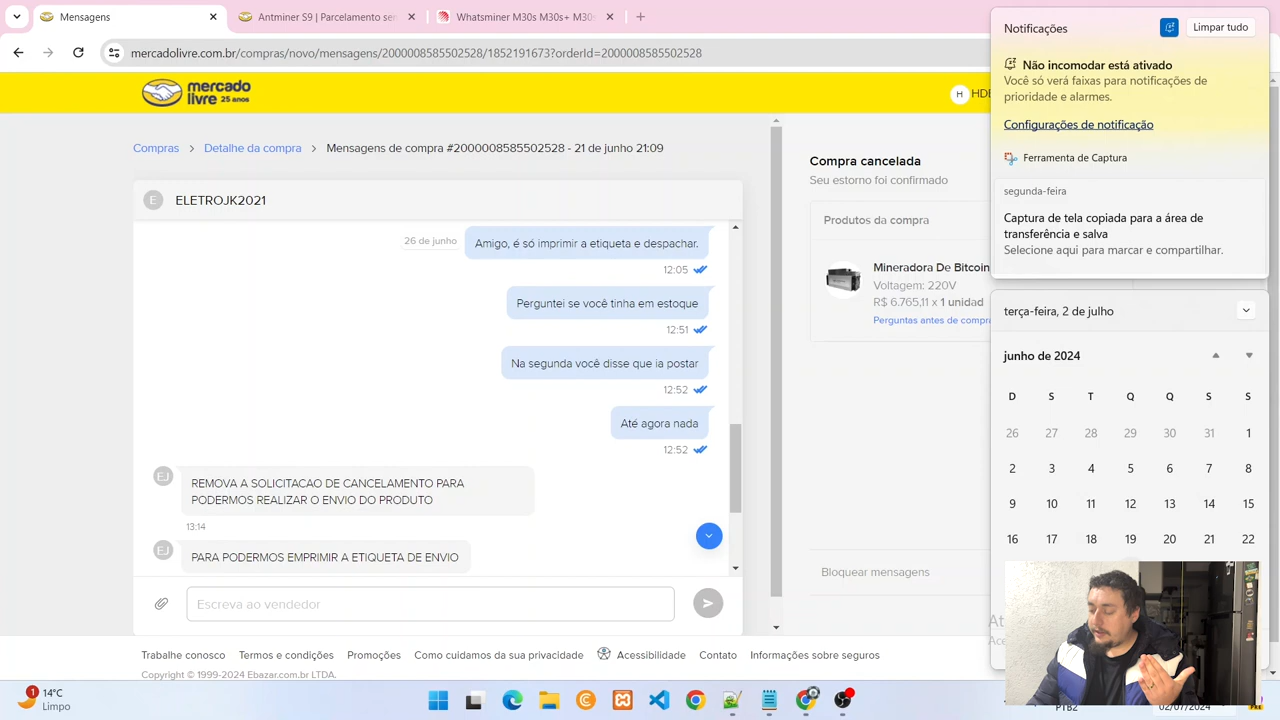 Mensagens
Antminer S9 | Parcelamento sem
Whatsminer M30s M30s+ M30s
mercadolivre.com.br/compras/novo/mensagens/2000008585502528/1852191673?orderId=2000008585502528
mercado
livre 25 anos
H
Compras > Detalhe da compra > Mensagens de compra #2000008585502528 - 21 de junho 21:09
E ELETROJK2021
26 de junho
Amigo, é só imprimir a etiqueta e despachar.
12:05
Perguntei se você tinha em estoque
12:51
Na segunda você disse que ia postar
12:52
Até agora nada
12:52
EJ
REMOVA A SOLICITACAO DE CANCELAMENTO PARA
PODERMOS REALIZAR O ENVIO DO PRODUTO
13:14
EJ
PARA PODERMOS EMPRIMIR A ETIQUETA DE ENVIO
Escreva ao vendedor
Compra cancelada
Seu estorno foi confirmado
Produtos da compra
Mineradora De Bitcoin
Voltagem: 220V
R$ 6.765,11 x 1 unidad
Perguntas antes de compra
Bloquear mensagens
Notificações
Limpar tudo
Não incomodar está ativado
Você só verá faixas para notificações de
prioridade e alarmes.
Configurações de notificação
Ferramenta de Captura
segunda-feira
Captura de tela copiada para a área de
transferência e salva
Selecione aqui para marcar e compartilhar.
terça-feira, 2 de julho
junho de 2024
D S T Q Q S S
26 27 28 29 30 31 1
2 3 4 5 6 7 8
9 10 11 12 13 14 15
16 17 18 19 20 21 22
Trabalhe conosco Termos e condições Promoções Como cuidamos da sua privacidade Acessibilidade Contato Informações sobre seguros
Copyright © 1999-2024 Ebazar.com.br LTDA.
1
14°C
Limpo
PTB2
02/07/2024